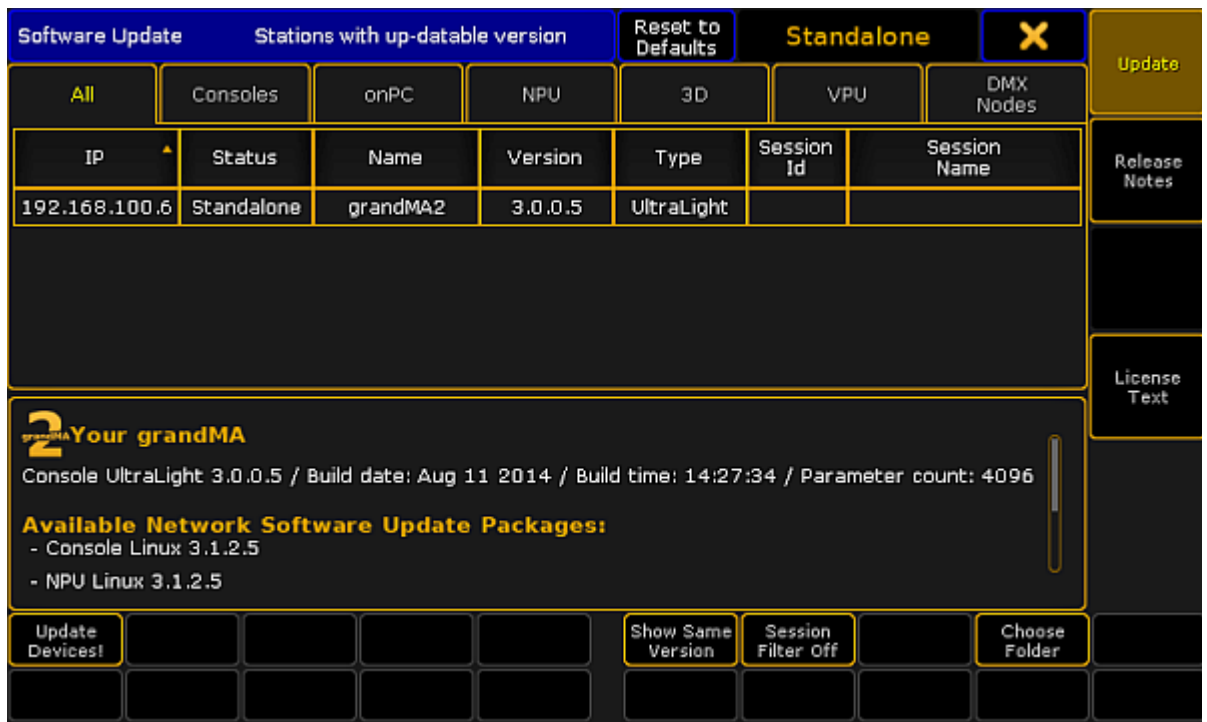 Software Update Stations with up-datable version Reset to Defaults Standalone
Update
All Consoles onPC NPU 3D VPU DMX Nodes
IP Status Name Version Type Session Id Session Name
Release Notes
192.168.100.6 Standalone grandMA2 3.0.0.5 UltraLight
License Text
grandMA 2 Your grandMA
Console UltraLight 3.0.0.5 / Build date: Aug 11 2014 / Build time: 14:27:34 / Parameter count: 4096
Available Network Software Update Packages:
- Console Linux 3.1.2.5
- NPU Linux 3.1.2.5
Update Devices! Show Same Version Session Filter Off Choose Folder